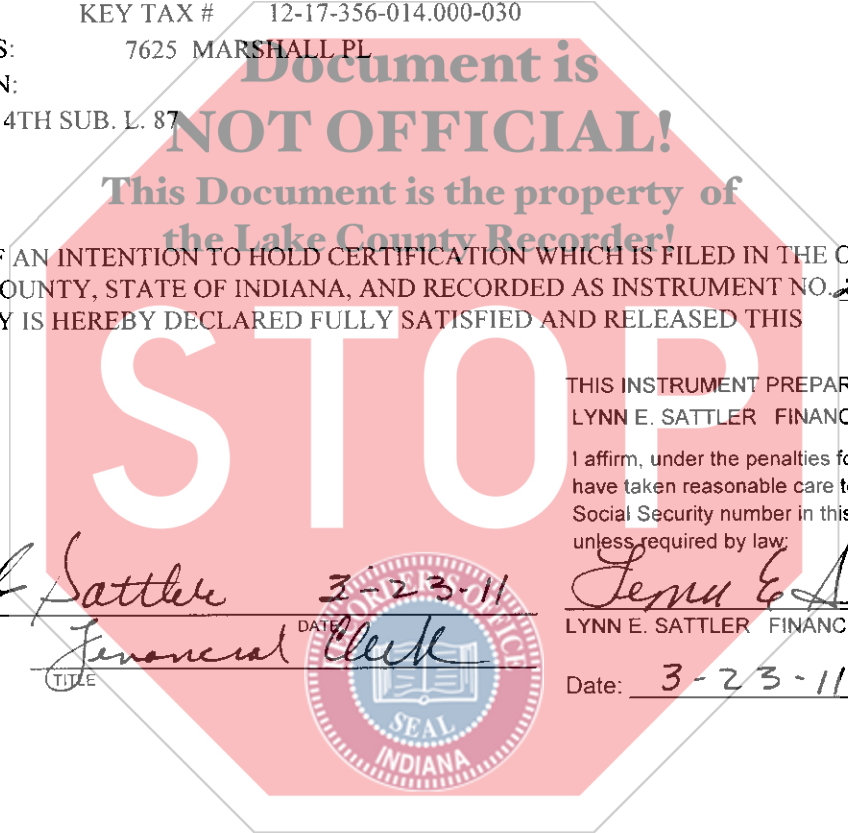 KEY TAX # 12-17-356-014.000-030
S: 7625 MARSHALL PL
N:
4TH SUB. L. 87
Document is
NOT OFFICIAL!
This Document is the property of
the Lake County Recorder!
F AN INTENTION TO HOLD CERTIFICATION WHICH IS FILED IN THE O
OUNTY, STATE OF INDIANA, AND RECORDED AS INSTRUMENT NO. 2
Y IS HEREBY DECLARED FULLY SATISFIED AND RELEASED THIS
STOP
THIS INSTRUMENT PREPAR
LYNN E. SATTLER FINANC
I affirm, under the penalties fo
have taken reasonable care to
Social Security number in this
unless required by law:
Sattler 3-23-11
DATE
Financial Clerk
TITLE
LYNN E. SATTLER FINANC
Date: 3-23-11
RECORDER'S OFFICE
SEAL
INDIANA